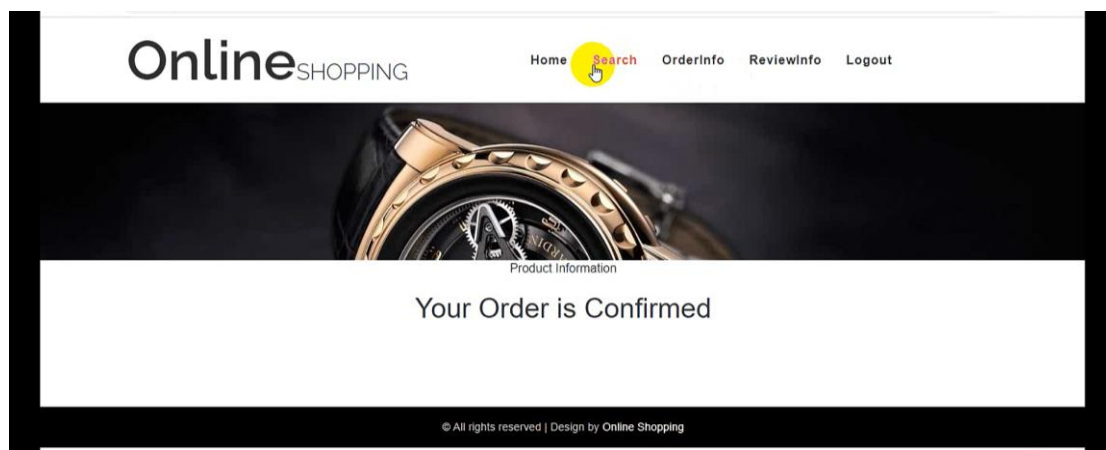 OnlineSHOPPING
Home Search OrderInfo ReviewInfo Logout
Product Information
Your Order is Confirmed
© All rights reserved | Design by Online Shopping